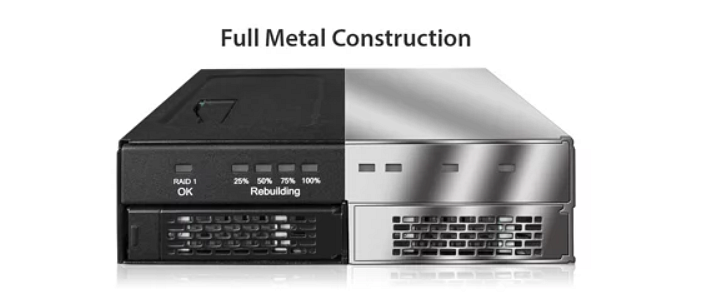 Full Metal Construction
RAID 1
OK
25% 50% 75% 100%
Rebuilding